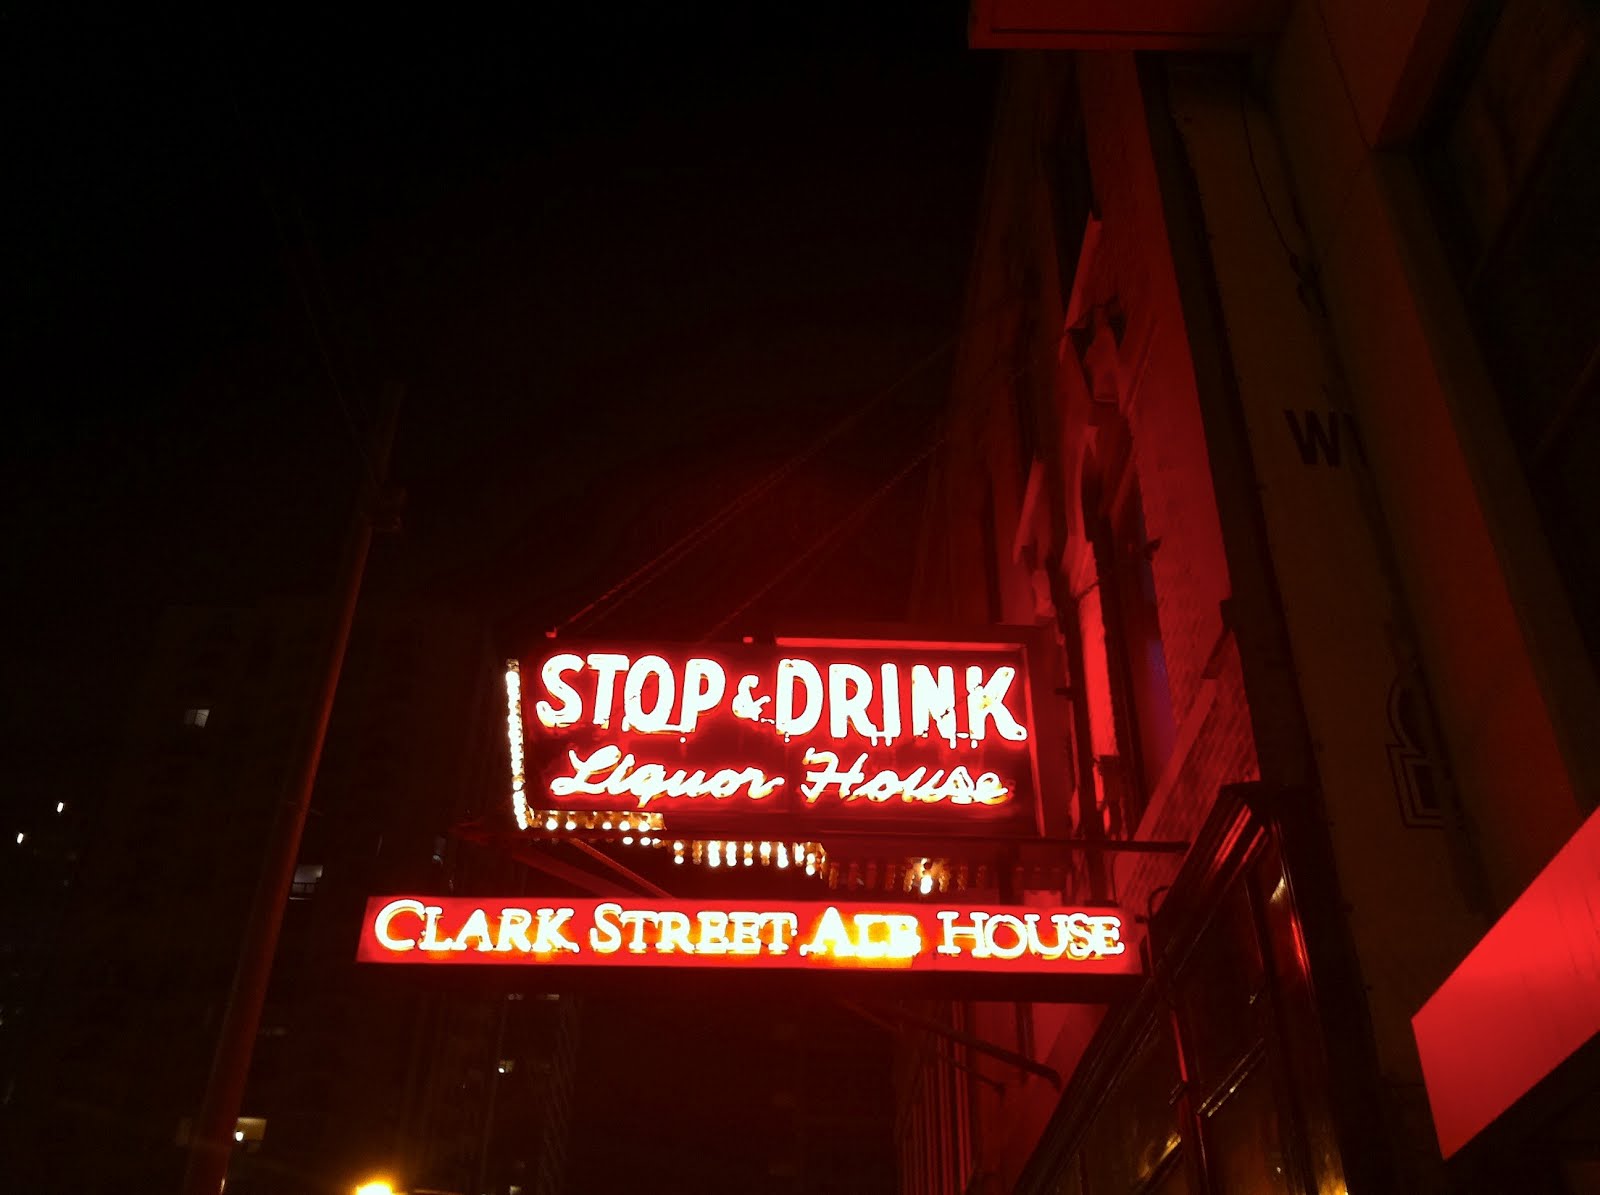 STOP & DRINK
Liquor House
CLARK STREET ALE HOUSE